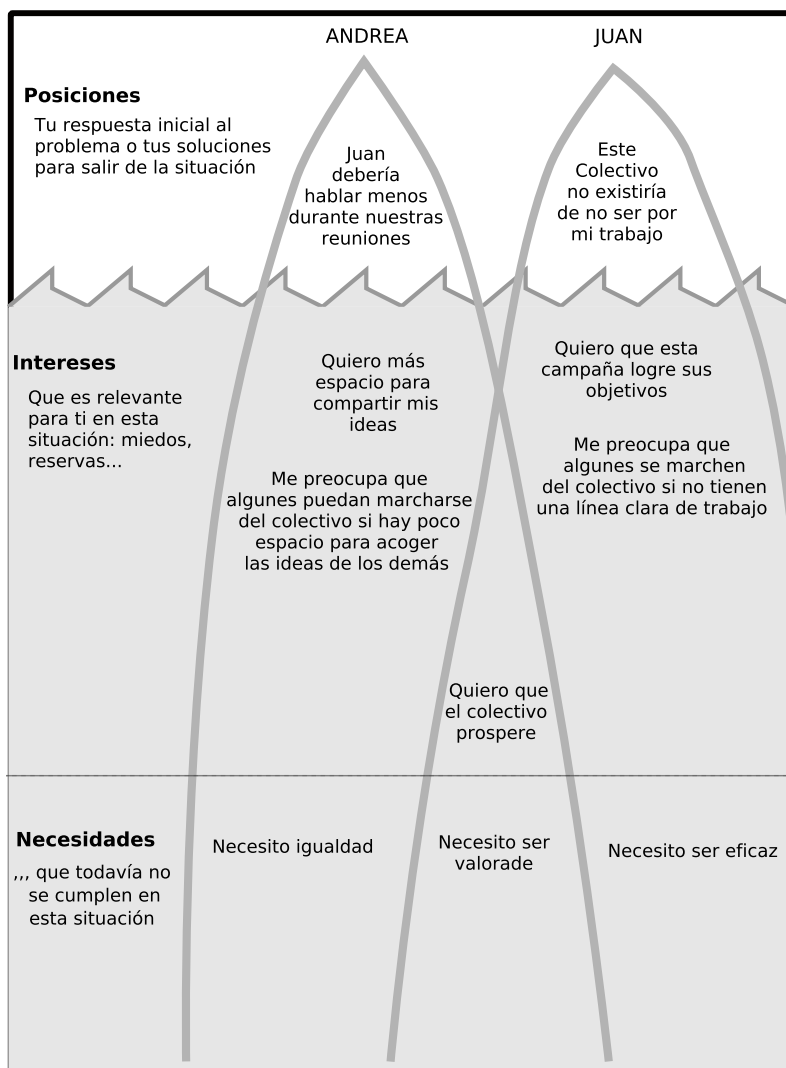 ANDREA
JUAN
Posiciones
Tu respuesta inicial al
problema o tus soluciones
para salir de la situación
Juan
debería
hablar menos
durante nuestras
reuniones
Este
Colectivo
no existiría
de no ser por
mi trabajo
Intereses
Que es relevante
para ti en esta
situación: miedos,
reservas...
Quiero más
espacio para
compartir mis
ideas
Me preocupa que
algunes puedan marcharse
del colectivo si hay poco
espacio para acoger
las ideas de los demás
Quiero que esta
campaña logre sus
objetivos
Me preocupa que
algunes se marchen
del colectivo si no tienen
una línea clara de trabajo
Quiero que
el colectivo
prospere
Necesidades
,,, que todavía no
se cumplen en
esta situación
Necesito igualdad
Necesito ser
valorade
Necesito ser eficaz